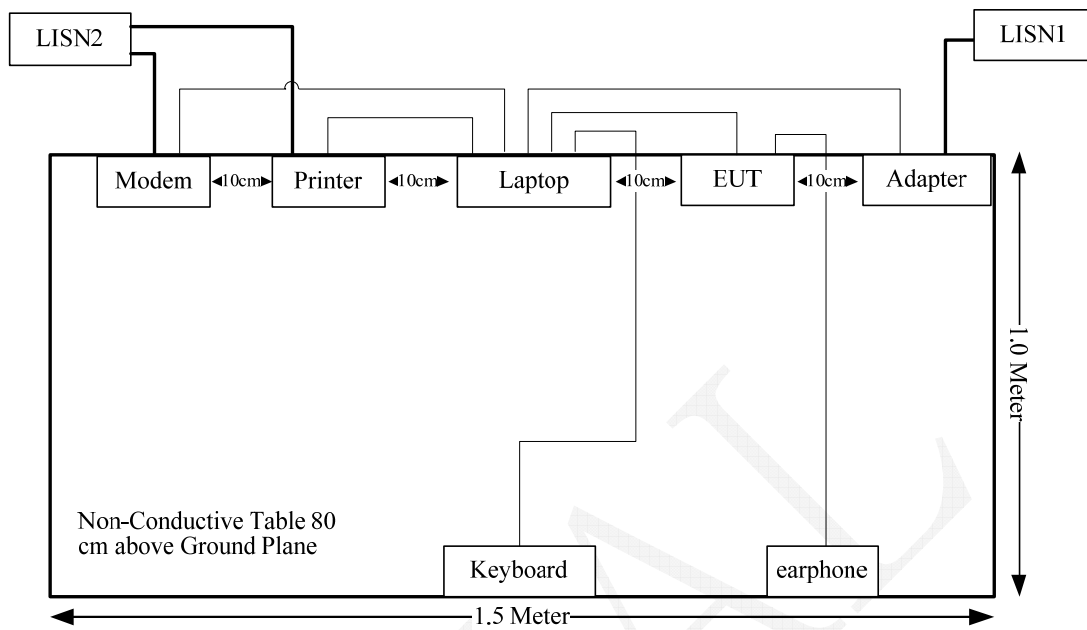 LISN2
LISN1
Modem
10cm
Printer
10cm
Laptop
10cm
EUT
10cm
Adapter
1.0 Meter
Non-Conductive Table 80
cm above Ground Plane
Keyboard
earphone
1.5 Meter